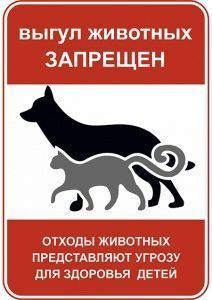 выгул животных
ЗАПРЕЩЕН
ОТХОДЫ ЖИВОТНЫХ
ПРЕДСТАВЛЯЮТ УГРОЗУ
ДЛЯ ЗДОРОВЬЯ ДЕТЕЙ